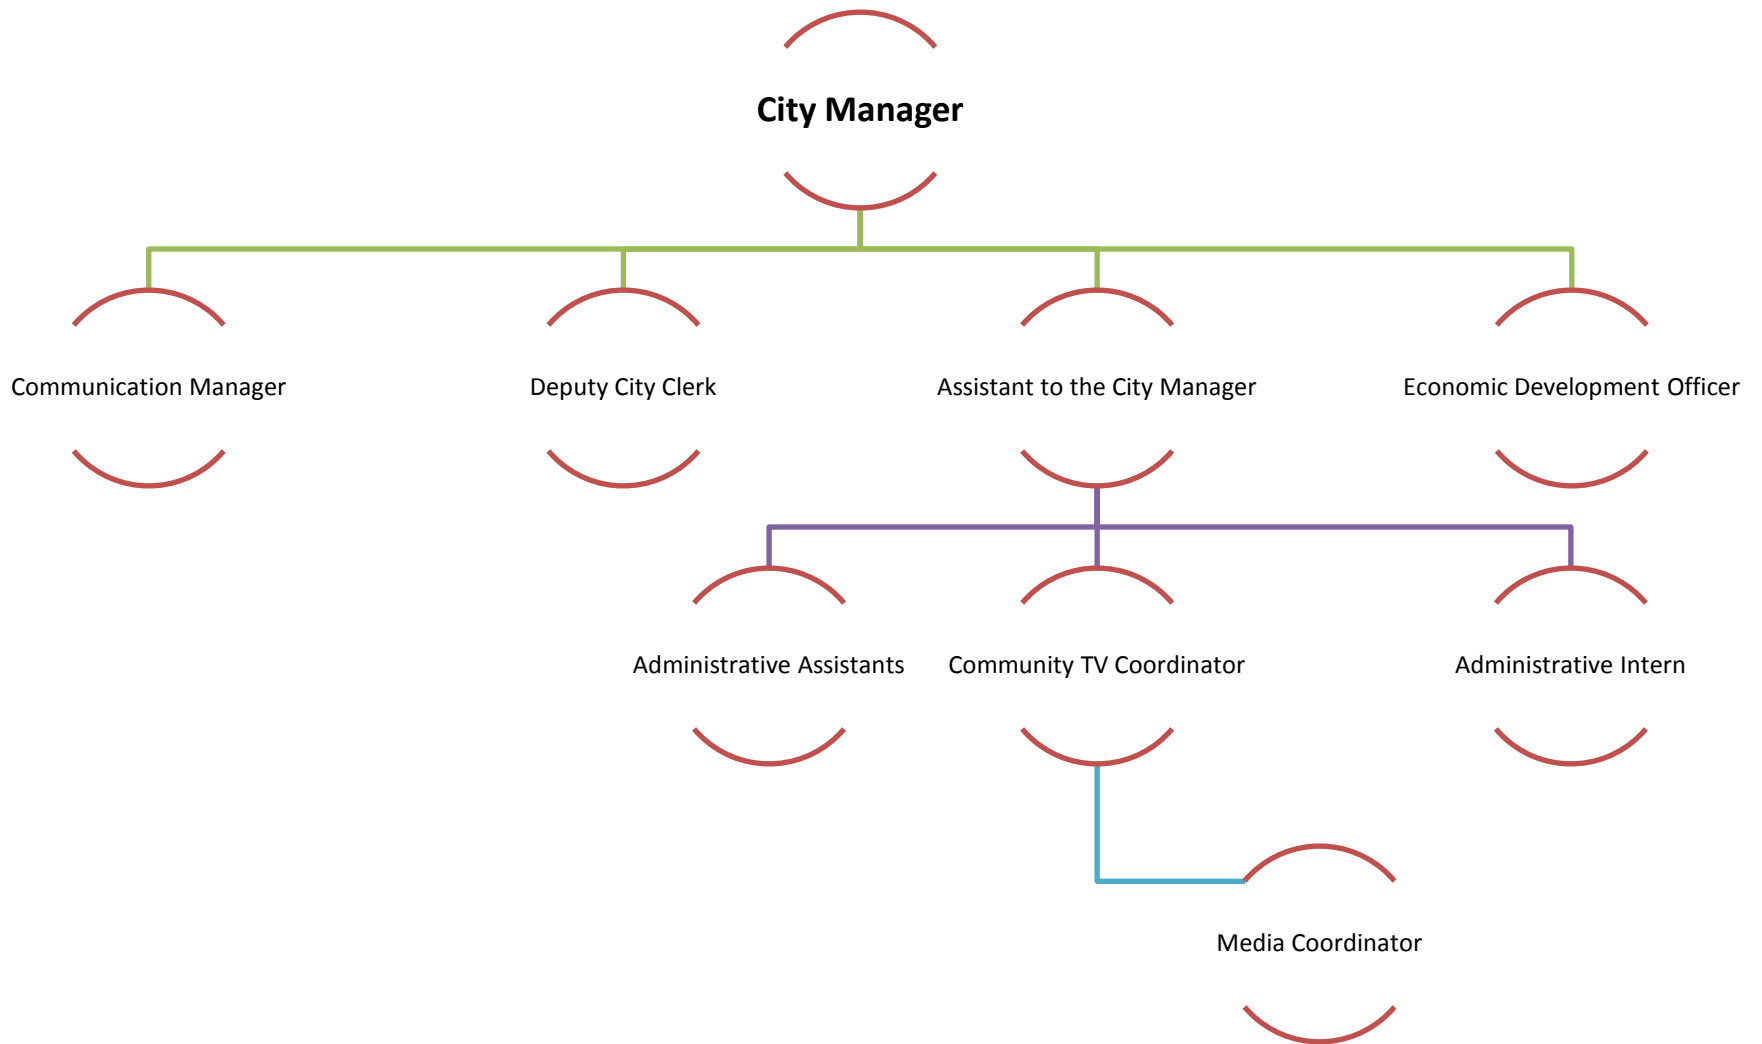 City Manager
Communication Manager
Deputy City Clerk
Assistant to the City Manager
Economic Development Officer
Administrative Assistants
Community TV Coordinator
Administrative Intern
Media Coordinator